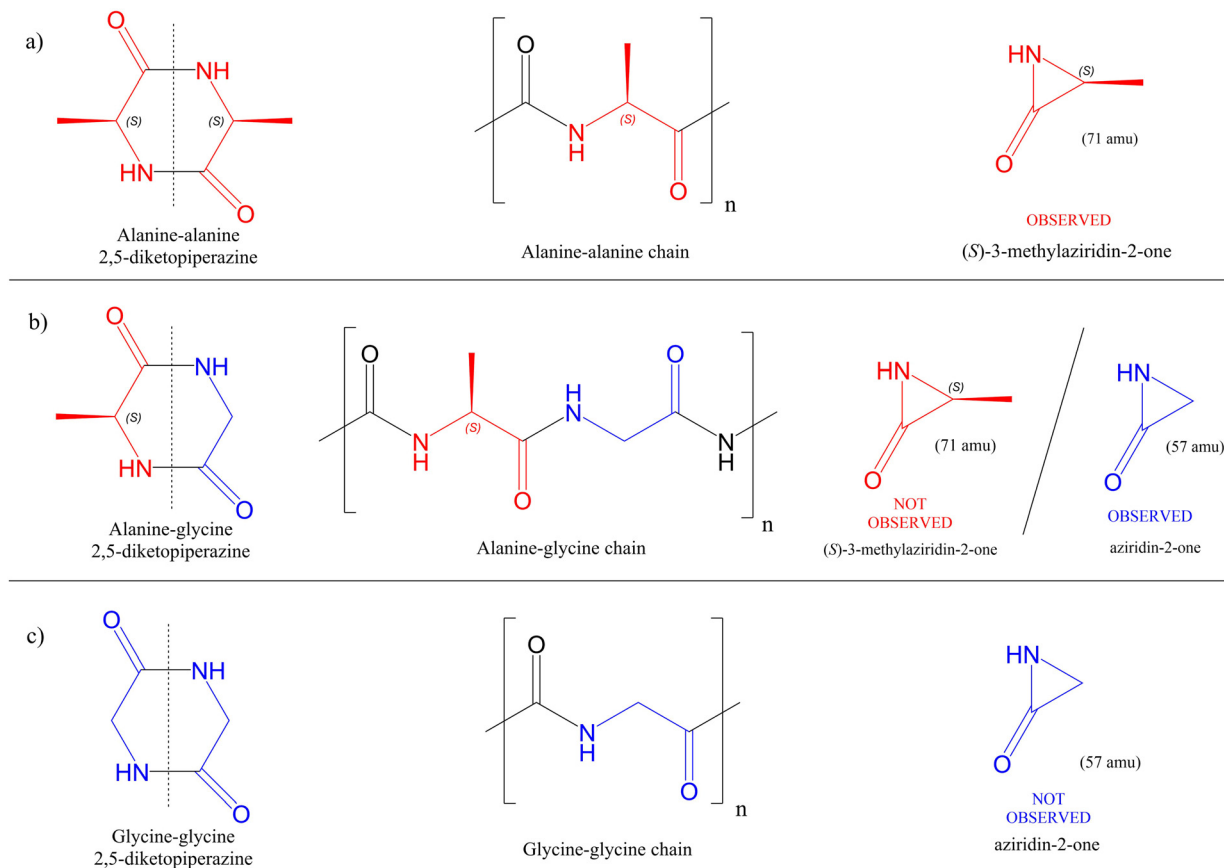 a)
O
NH
(S)
(S)
HN
O
Alanine-alanine
2,5-diketopiperazine
O
N
H
(S)
O
n
Alanine-alanine chain
HN
(S)
O
(71 amu)
OBSERVED
(S)-3-methylaziridin-2-one
b)
O
NH
(S)
HN
O
Alanine-glycine
2,5-diketopiperazine
O
N
H
(S)
O
H
N
O
N
H
n
Alanine-glycine chain
HN
(S)
O
(71 amu)
NOT
OBSERVED
(S)-3-methylaziridin-2-one
HN
O
(57 amu)
OBSERVED
aziridin-2-one
c)
O
NH
HN
O
Glycine-glycine
2,5-diketopiperazine
O
N
H
O
n
Glycine-glycine chain
HN
O
(57 amu)
NOT
OBSERVED
aziridin-2-one